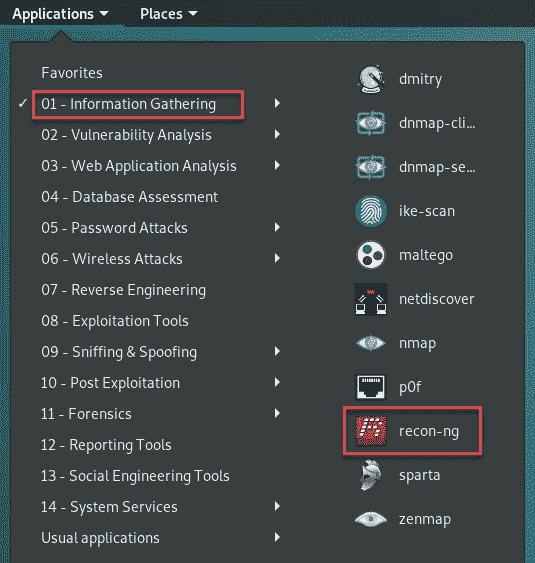 Applications Places
Favorites
01 - Information Gathering
02 - Vulnerability Analysis
03 - Web Application Analysis
04 - Database Assessment
05 - Password Attacks
06 - Wireless Attacks
07 - Reverse Engineering
08 - Exploitation Tools
09 - Sniffing & Spoofing
10 - Post Exploitation
11 - Forensics
12 - Reporting Tools
13 - Social Engineering Tools
14 - System Services
Usual applications
dmitry
dnmap-cli...
dnmap-se...
ike-scan
maltego
netdiscover
nmap
p0f
recon-ng
sparta
zenmap